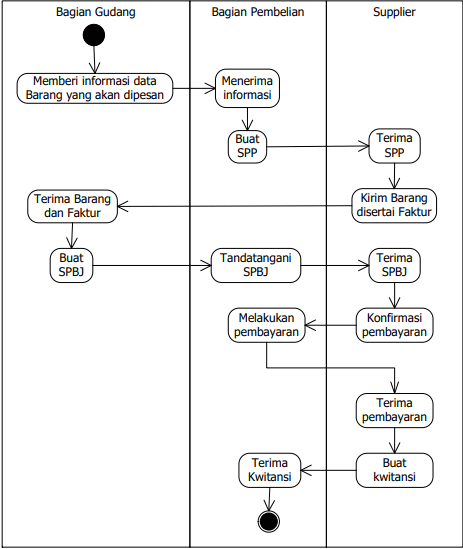 Bagian Gudang
Bagian Pembelian
Supplier
Memberi informasi data
Barang yang akan dipesan
Menerima
informasi
Buat
SPP
Terima
SPP
Kirim Barang
disertai Faktur
Terima Barang
dan Faktur
Buat
SPBJ
Tandatangani
SPBJ
Terima
SPBJ
Konfirmasi
pembayaran
Melakukan
pembayaran
Terima
pembayaran
Buat
kwitansi
Terima
Kwitansi